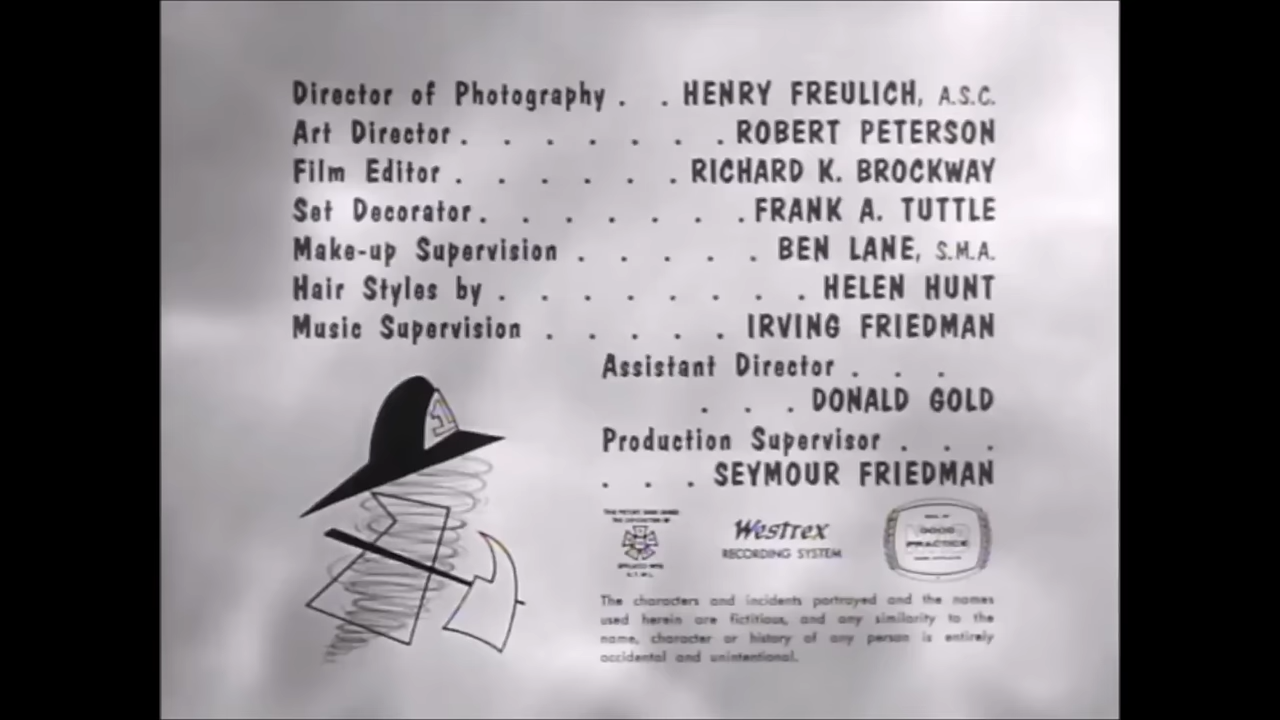 Director of Photography . . HENRY FREULICH, A.S.C.
Art Director . . . . . . . ROBERT PETERSON
Film Editor . . . . . . RICHARD K. BROCKWAY
Set Decorator . . . . . . . FRANK A. TUTTLE
Make-up Supervision . . . . . BEN LANE, S.M.A.
Hair Styles by . . . . . . . . HELEN HUNT
Music Supervision . . . . . IRVING FRIEDMAN
Assistant Director . . .
. . . DONALD GOLD
Production Supervisor . . .
. . . SEYMOUR FRIEDMAN
1
Westrex
RECORDING SYSTEM
GOOD
PRACTICE
The characters and incidents portrayed and the names
used herein are fictitious, and any similarity to the
name, character or history of any person is entirely
accidental and unintentional.